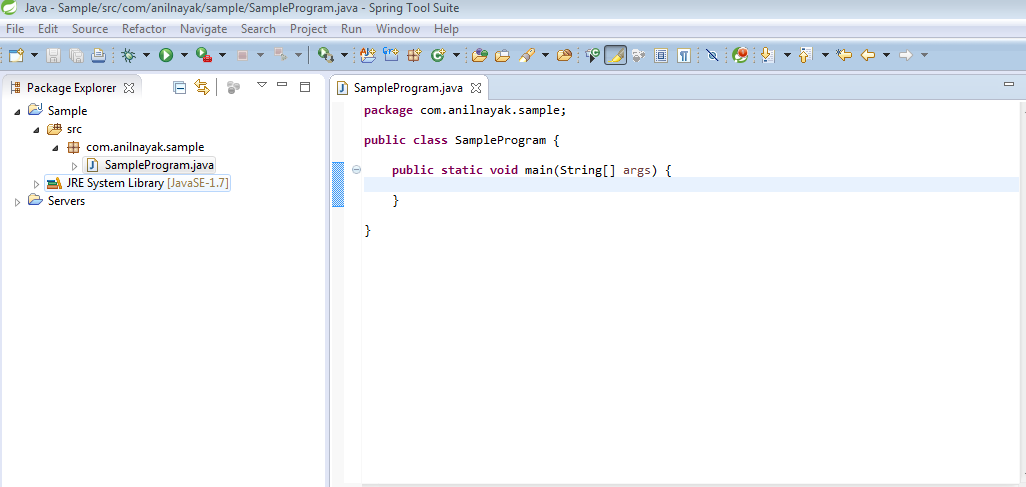 Java - Sample/src/com/anilnayak/sample/SampleProgram.java - Spring Tool Suite
File Edit Source Refactor Navigate Search Project Run Window Help
Package Explorer
Sample
src
com.anilnayak.sample
SampleProgram.java
JRE System Library [JavaSE-1.7]
Servers
SampleProgram.java
package com.anilnayak.sample;
public class SampleProgram {
public static void main(String[] args) {
}
}